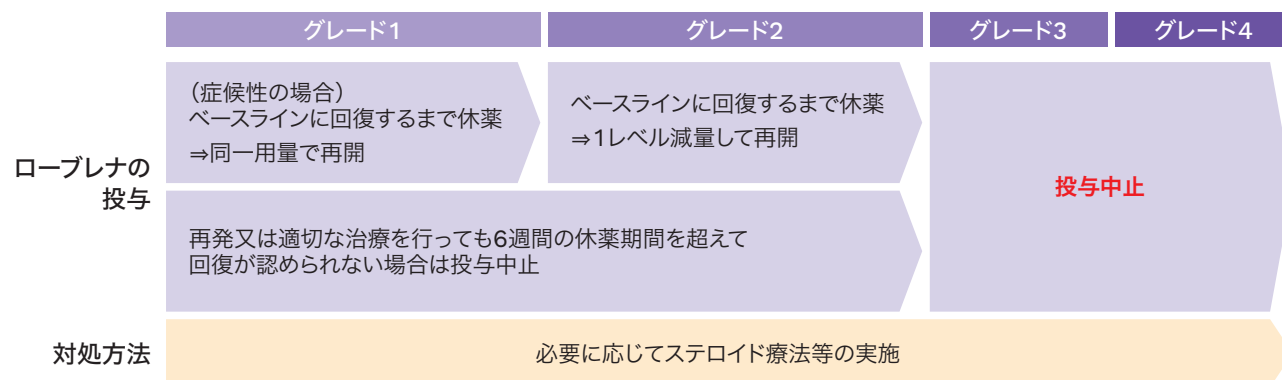 グレード1
グレード2
グレード3
グレード4
ローブレナの
投与
（症候性の場合）
ベースラインに回復するまで休薬
⇒同一用量で再開
ベースラインに回復するまで休薬
⇒1レベル減量して再開
投与中止
再発又は適切な治療を行っても6週間の休薬期間を超えて
回復が認められない場合は投与中止
対処方法
必要に応じてステロイド療法等の実施